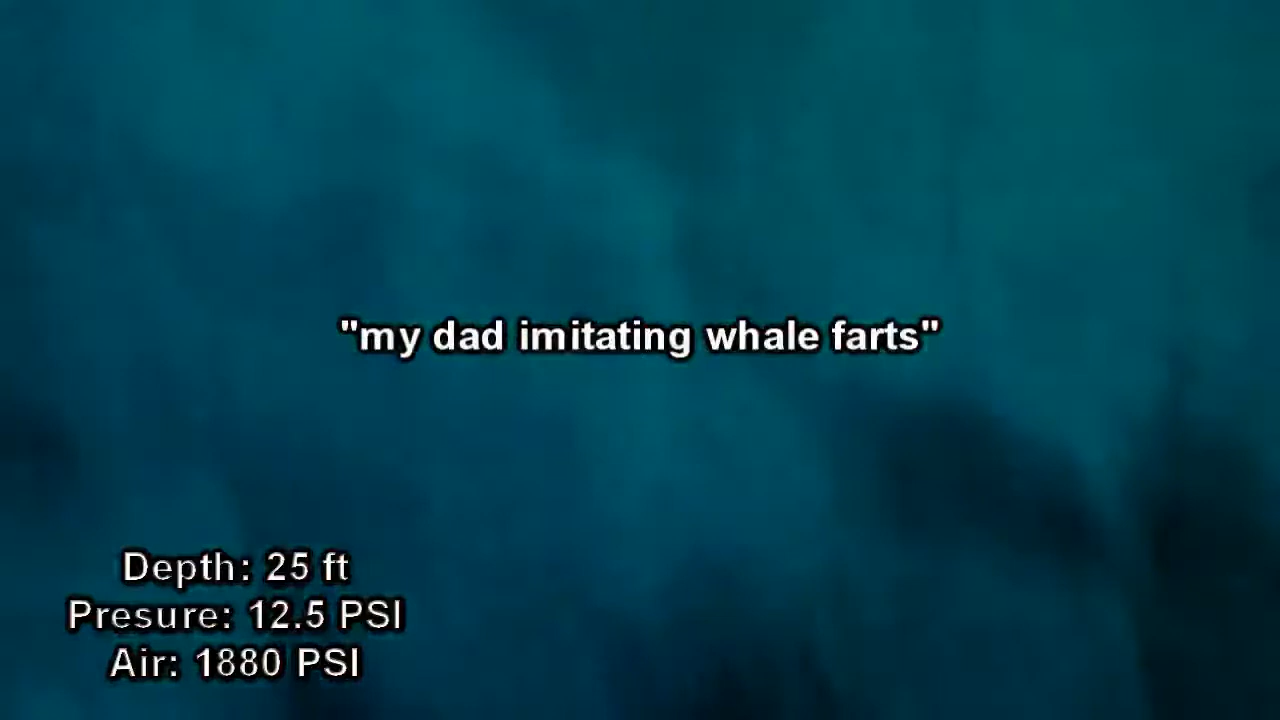 "my dad imitating whale farts"
Depth: 25 ft
Presure: 12.5 PSI
Air: 1880 PSI